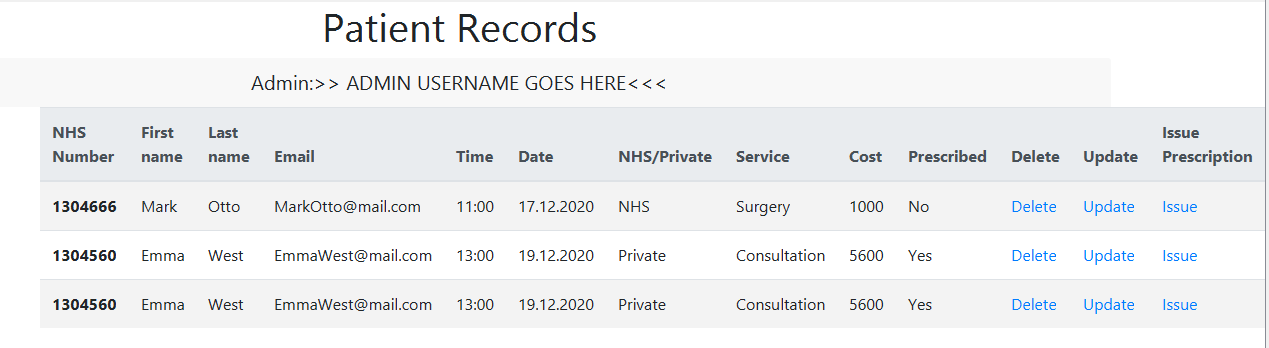 Patient Records
Admin:>> ADMIN USERNAME GOES HERE<<<
NHS Number First name Last name Email Time Date NHS/Private Service Cost Prescribed Delete Update Issue Prescription
1304666 Mark Otto MarkOtto@mail.com 11:00 17.12.2020 NHS Surgery 1000 No Delete Update Issue
1304560 Emma West EmmaWest@mail.com 13:00 19.12.2020 Private Consultation 5600 Yes Delete Update Issue
1304560 Emma West EmmaWest@mail.com 13:00 19.12.2020 Private Consultation 5600 Yes Delete Update Issue